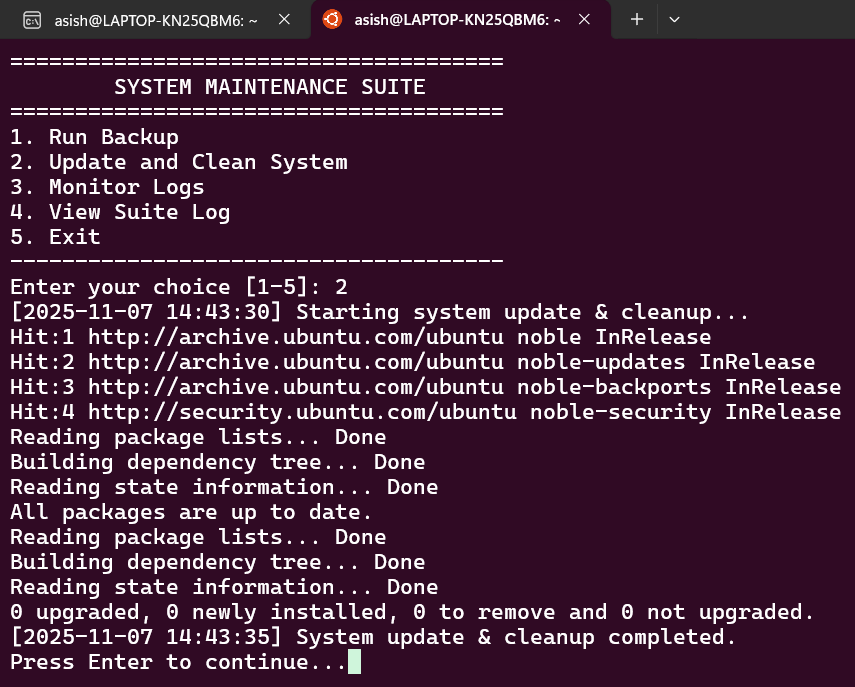 asish@LAPTOP-KN25QBM6: ~
asish@LAPTOP-KN25QBM6: ~
======================================
        SYSTEM MAINTENANCE SUITE
======================================
1. Run Backup
2. Update and Clean System
3. Monitor Logs
4. View Suite Log
5. Exit
--------------------------------------
Enter your choice [1-5]: 2
[2025-11-07 14:43:30] Starting system update & cleanup...
Hit:1 http://archive.ubuntu.com/ubuntu noble InRelease
Hit:2 http://archive.ubuntu.com/ubuntu noble-updates InRelease
Hit:3 http://archive.ubuntu.com/ubuntu noble-backports InRelease
Hit:4 http://security.ubuntu.com/ubuntu noble-security InRelease
Reading package lists... Done
Building dependency tree... Done
Reading state information... Done
All packages are up to date.
Reading package lists... Done
Building dependency tree... Done
Reading state information... Done
0 upgraded, 0 newly installed, 0 to remove and 0 not upgraded.
[2025-11-07 14:43:35] System update & cleanup completed.
Press Enter to continue...